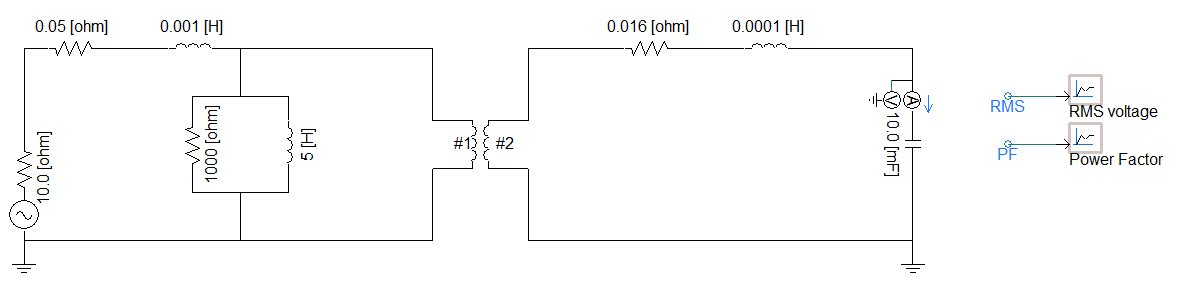 0.05 [ohm]
0.001 [H]
0.016 [ohm]
0.0001 [H]
10.0 [ohm]
1000 [ohm]
5 [H]
#1
#2
V
A
10.0 [mF]
RMS
RMS voltage
PF
Power Factor